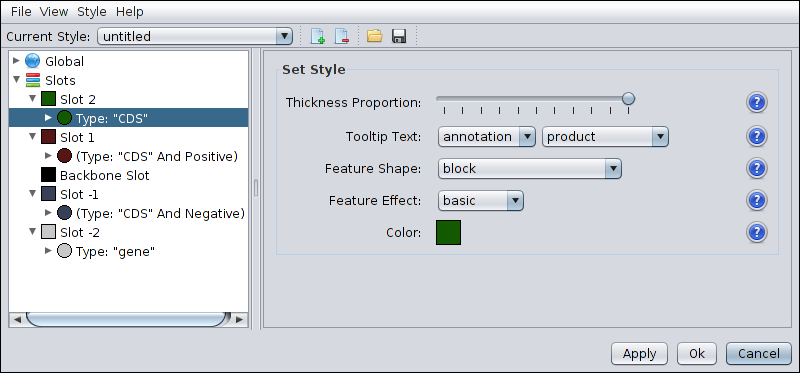 File View Style Help
Current Style: untitled
Global
Slots
Slot 2
Type: "CDS"
Slot 1
(Type: "CDS" And Positive)
Backbone Slot
Slot -1
(Type: "CDS" And Negative)
Slot -2
Type: "gene"
Set Style
Thickness Proportion: ?
Tooltip Text: annotation product ?
Feature Shape: block ?
Feature Effect: basic ?
Color: ?
Apply Ok Cancel